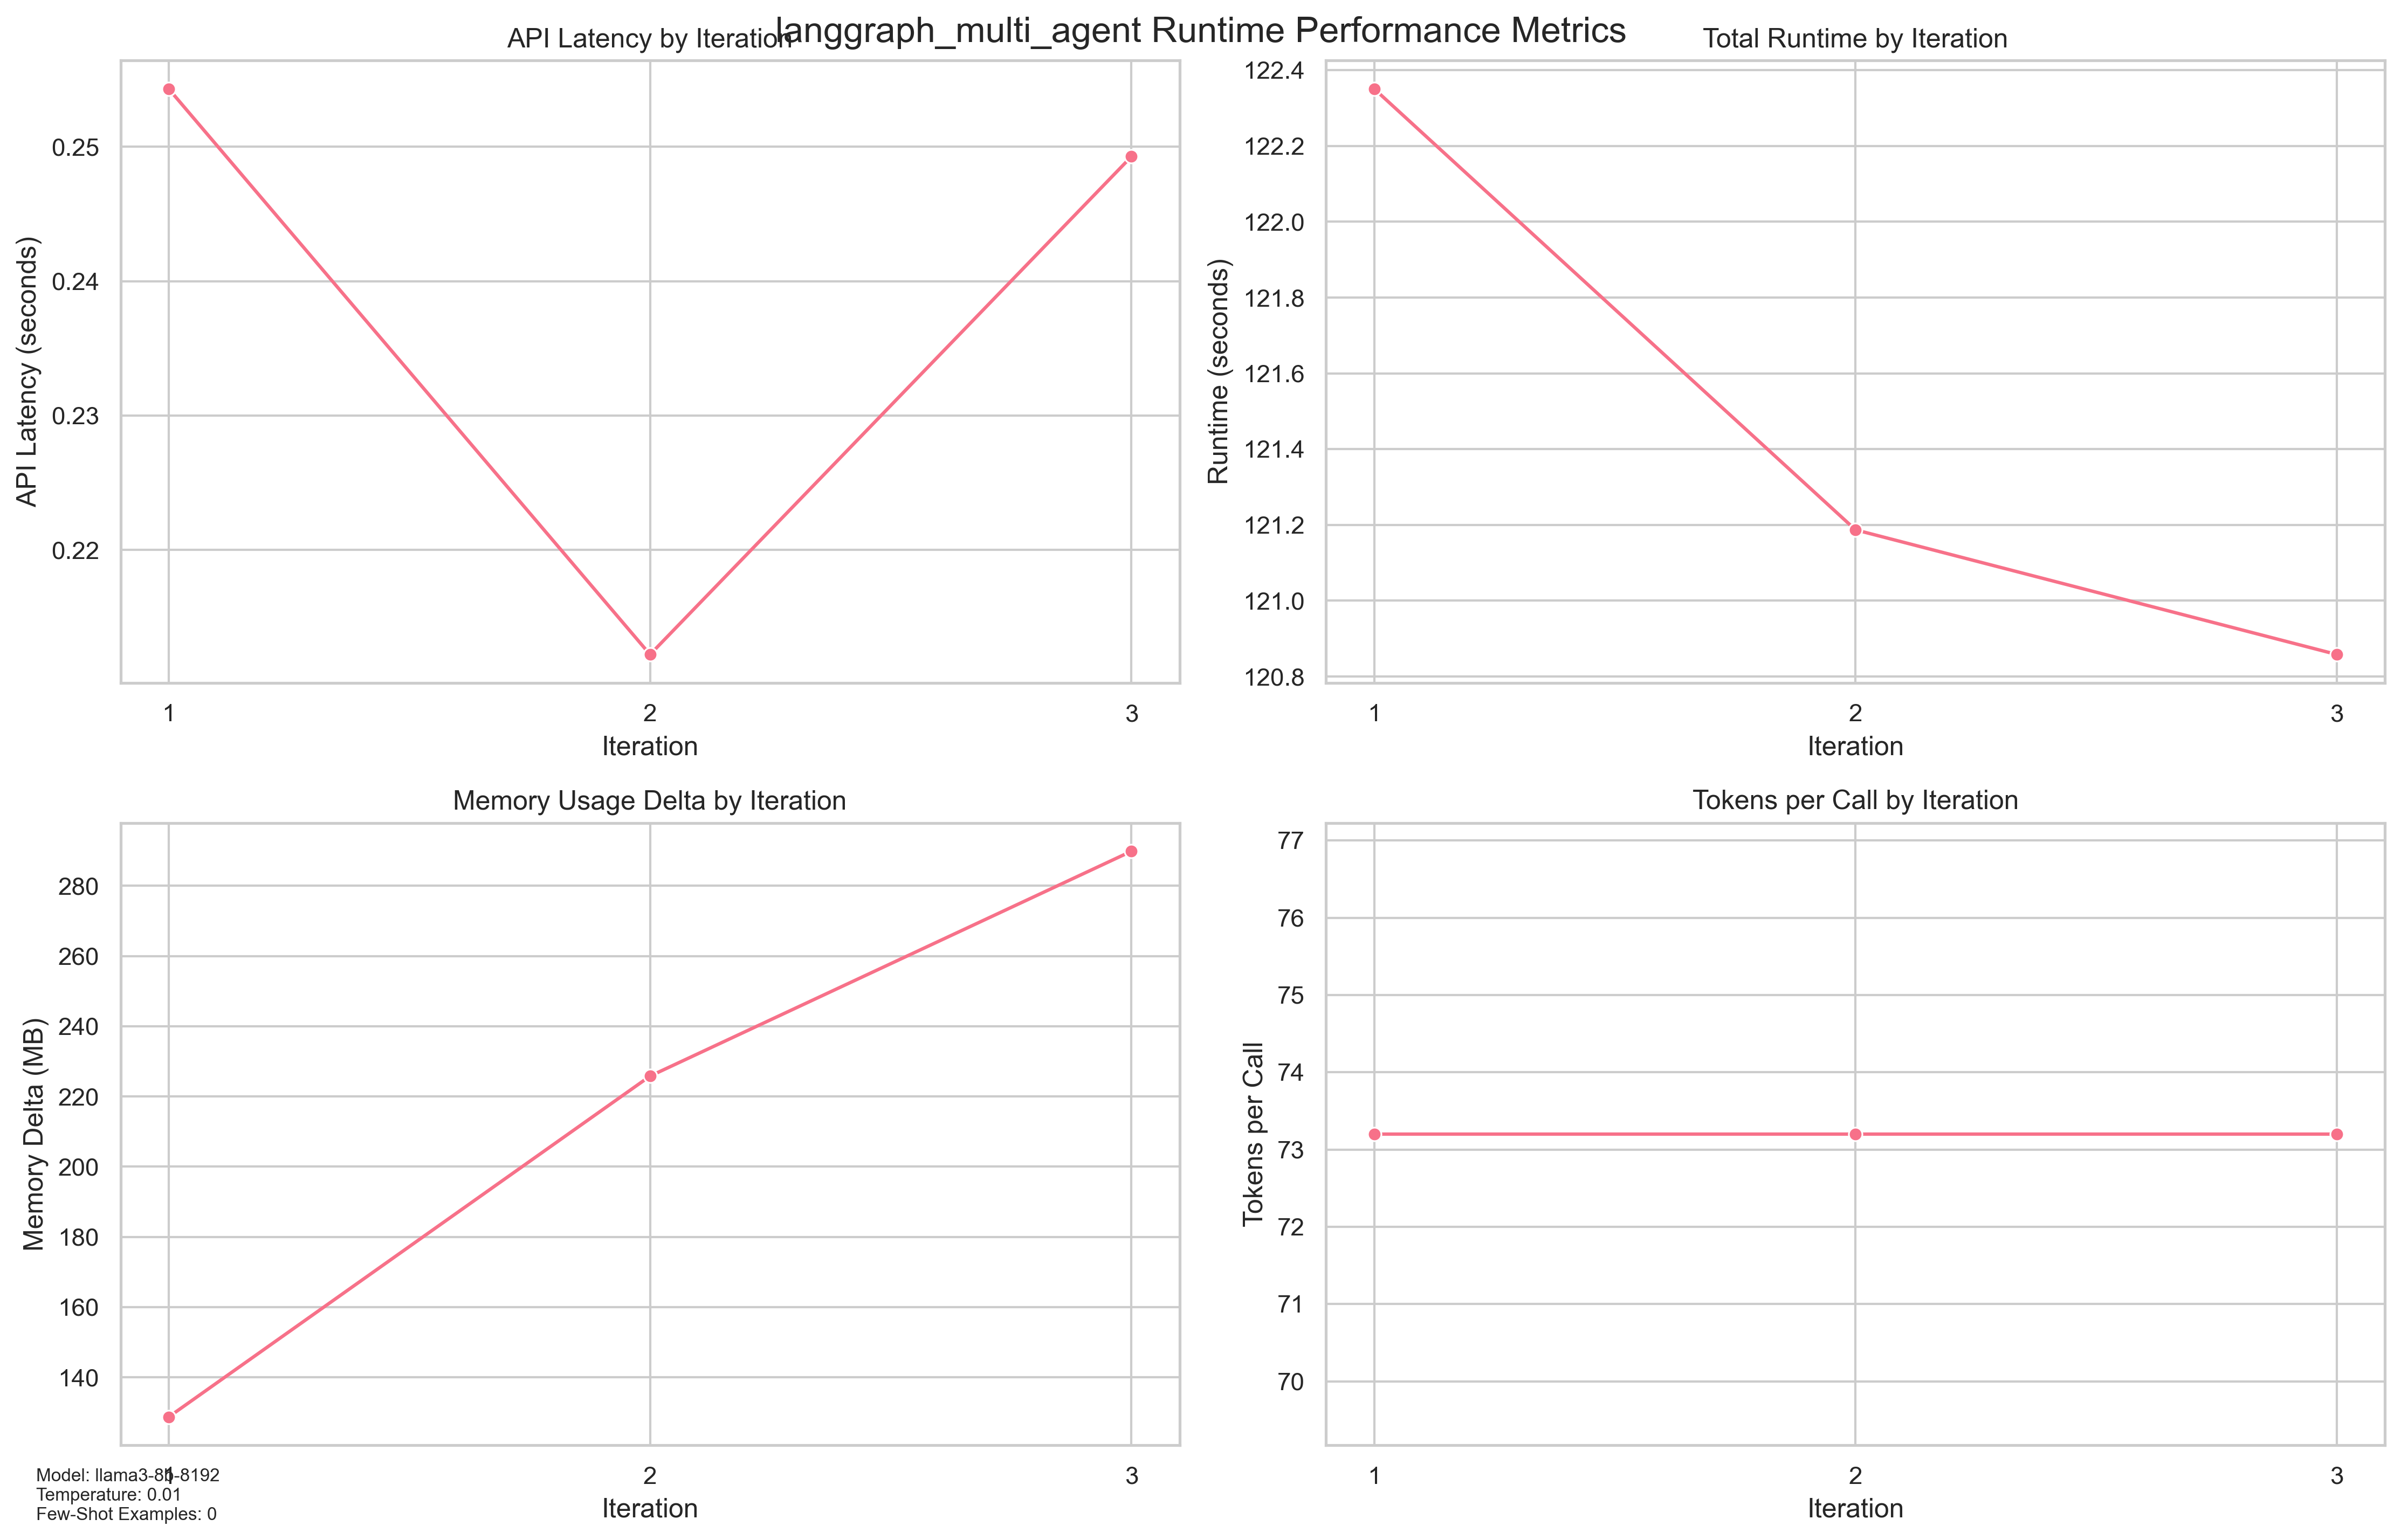 langgraph_multi_agent Runtime Performance Metrics
API Latency by Iteration
API Latency (seconds)
0.25
0.24
0.23
0.22
1 2 3
Iteration
Total Runtime by Iteration
Runtime (seconds)
122.4
122.2
122.0
121.8
121.6
121.4
121.2
121.0
120.8
1 2 3
Iteration
Memory Usage Delta by Iteration
Memory Delta (MB)
280
260
240
220
200
180
160
140
1 2 3
Iteration
Tokens per Call by Iteration
Tokens per Call
77
76
75
74
73
72
71
70
1 2 3
Iteration
Model: llama3-8b-8192
Temperature: 0.01
Few-Shot Examples: 0